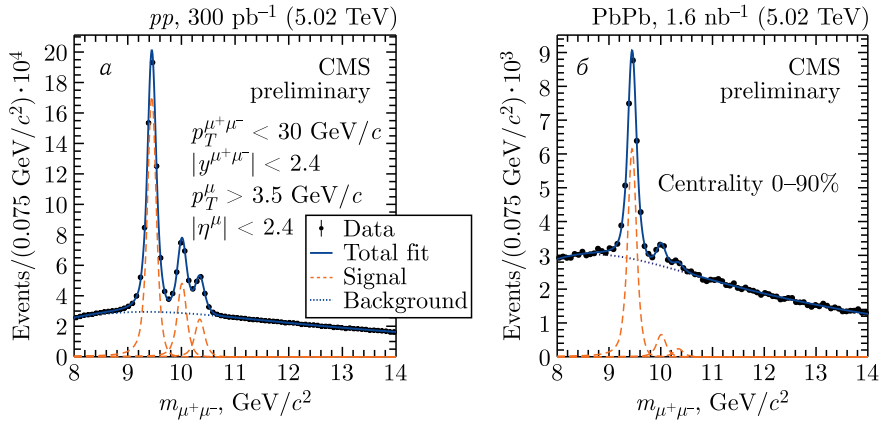 pp, 300 pb⁻¹ (5.02 TeV)
Events/(0.075 GeV/c²)·10⁴
20
18
16
14
12
10
8
6
4
2
0
а
CMS
preliminary
p_T^{μ⁺μ⁻} < 30 GeV/c
|y^{μ⁺μ⁻}| < 2.4
p_T^μ > 3.5 GeV/c
|η^μ| < 2.4
Data
Total fit
Signal
Background
8 9 10 11 12 13 14
m_{μ⁺μ⁻}, GeV/c²
PbPb, 1.6 nb⁻¹ (5.02 TeV)
Events/(0.075 GeV/c²)·10³
9
8
7
6
5
4
3
2
1
0
б
CMS
preliminary
Centrality 0–90%
8 9 10 11 12 13 14
m_{μ⁺μ⁻}, GeV/c²